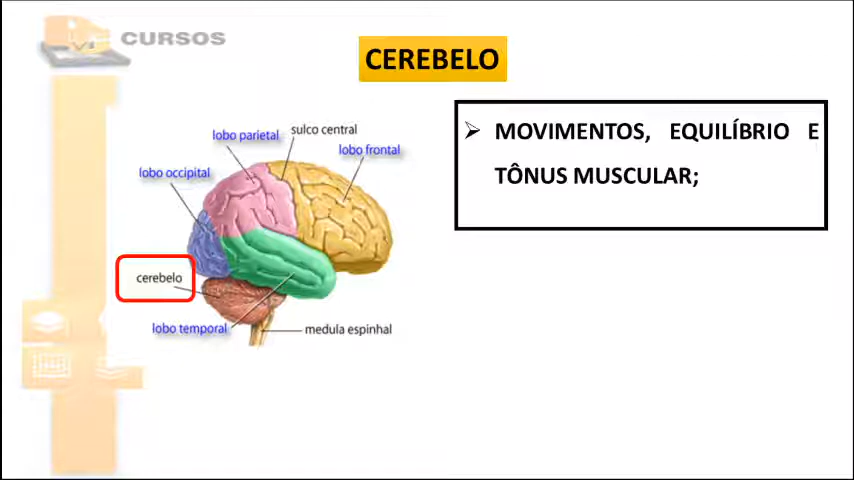 CURSOS
CEREBELO
lobo parietal
sulco central
lobo frontal
lobo occipital
cerebelo
lobo temporal
medula espinhal
MOVIMENTOS, EQUILÍBRIO E
TÔNUS MUSCULAR;